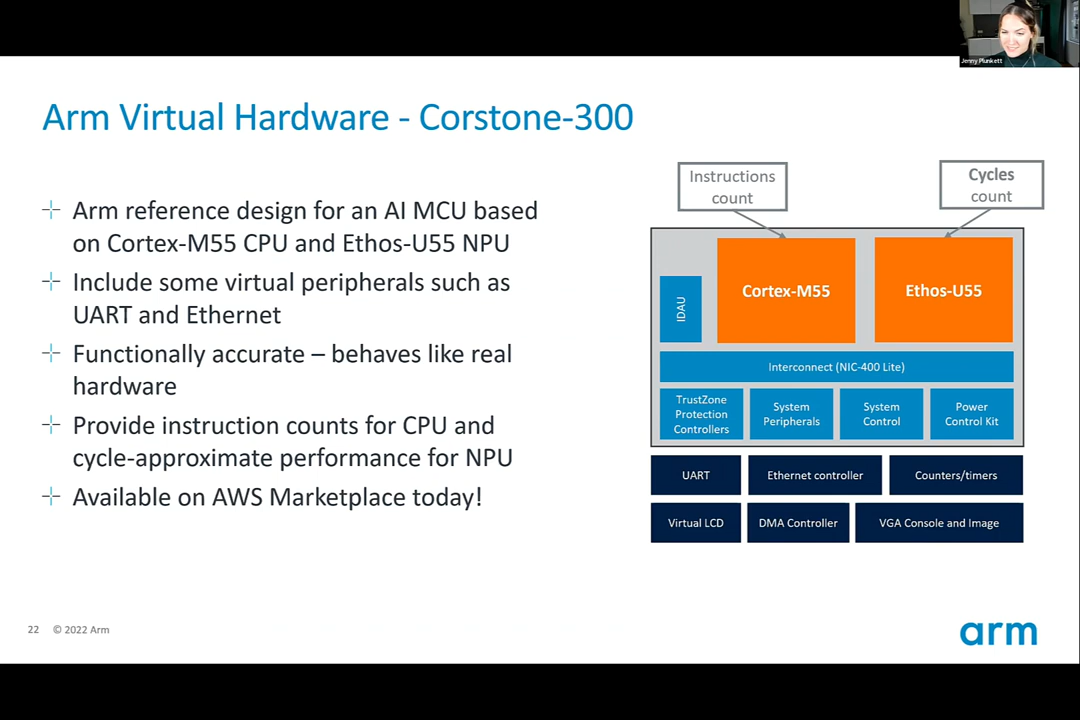 Jenny Plunkett
Arm Virtual Hardware - Corstone-300
Arm reference design for an AI MCU based
on Cortex-M55 CPU and Ethos-U55 NPU
Include some virtual peripherals such as
UART and Ethernet
Functionally accurate – behaves like real
hardware
Provide instruction counts for CPU and
cycle-approximate performance for NPU
Available on AWS Marketplace today!
Instructions
count
Cycles
count
IDAU
Cortex-M55
Ethos-U55
Interconnect (NIC-400 Lite)
TrustZone
Protection
Controllers
System
Peripherals
System
Control
Power
Control Kit
UART
Ethernet controller
Counters/timers
Virtual LCD
DMA Controller
VGA Console and Image
22 © 2022 Arm
arm